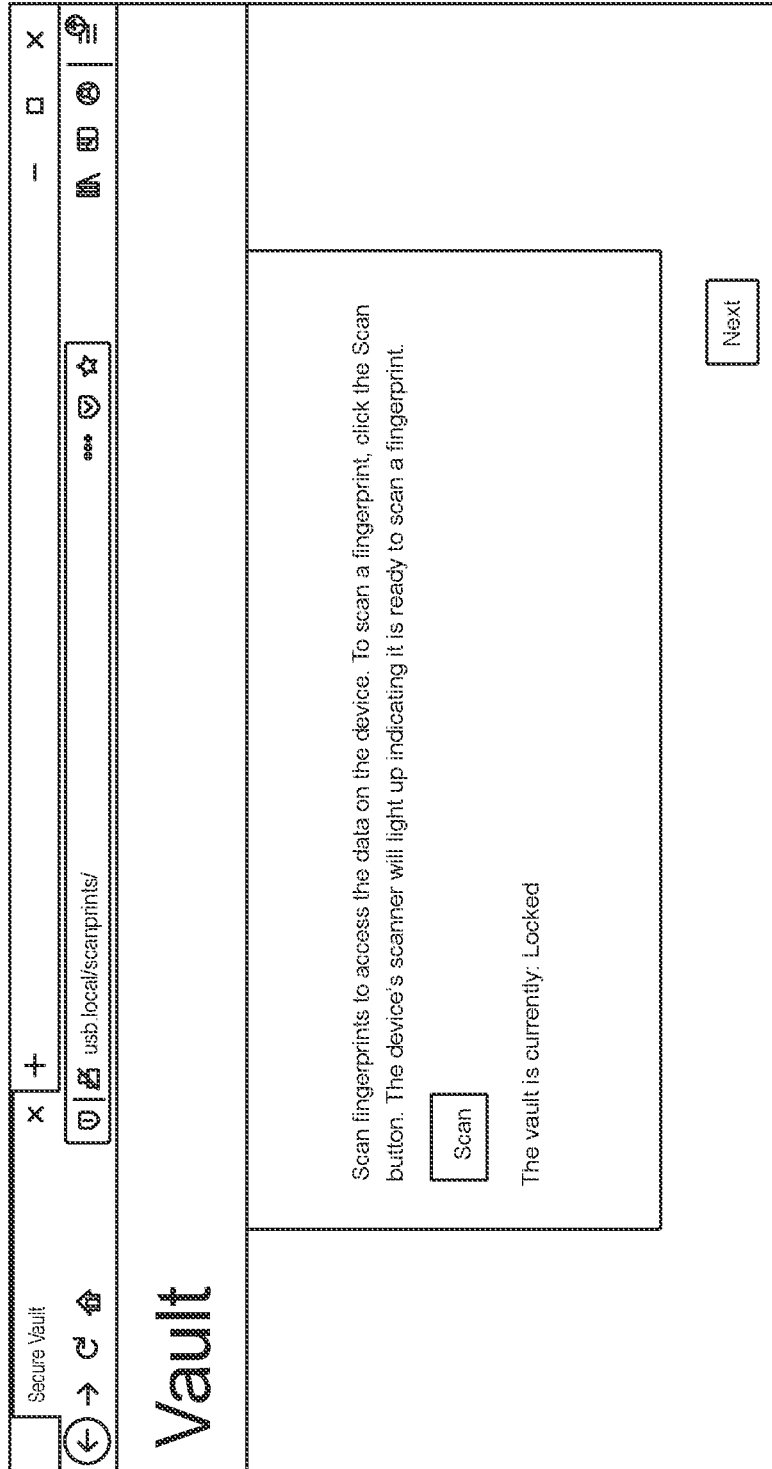 Secure Vault
usb.local/scanprints/
Vault
Scan fingerprints to access the data on the device. To scan a fingerprint, click the Scan
button. The device's scanner will light up indicating it is ready to scan a fingerprint.
Scan
The vault is currently: Locked
Next